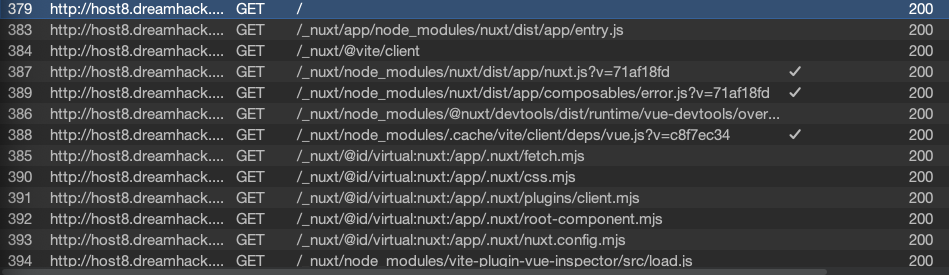 379 http://host8.dreamhack.... GET / 200
383 http://host8.dreamhack.... GET /_nuxt/app/node_modules/nuxt/dist/app/entry.js 200
384 http://host8.dreamhack.... GET /_nuxt/@vite/client 200
387 http://host8.dreamhack.... GET /_nuxt/node_modules/nuxt/dist/app/nuxt.js?v=71af18fd ✓ 200
389 http://host8.dreamhack.... GET /_nuxt/node_modules/nuxt/dist/app/composables/error.js?v=71af18fd ✓ 200
386 http://host8.dreamhack.... GET /_nuxt/node_modules/@nuxt/devtools/dist/runtime/vue-devtools/over... 200
388 http://host8.dreamhack.... GET /_nuxt/node_modules/.cache/vite/client/deps/vue.js?v=c8f7ec34 ✓ 200
385 http://host8.dreamhack.... GET /_nuxt/@id/virtual:nuxt:/app/.nuxt/fetch.mjs 200
390 http://host8.dreamhack.... GET /_nuxt/@id/virtual:nuxt:/app/.nuxt/css.mjs 200
391 http://host8.dreamhack.... GET /_nuxt/@id/virtual:nuxt:/app/.nuxt/plugins/client.mjs 200
392 http://host8.dreamhack.... GET /_nuxt/@id/virtual:nuxt:/app/.nuxt/root-component.mjs 200
393 http://host8.dreamhack.... GET /_nuxt/@id/virtual:nuxt:/app/.nuxt/nuxt.config.mjs 200
394 http://host8.dreamhack.... GET /_nuxt/node_modules/vite-plugin-vue-inspector/src/load.js 200